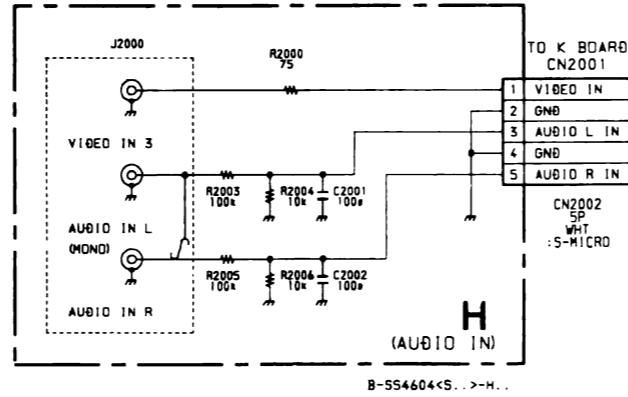 J2000
R2000
75
TO K BOARD
CN2001
1 VIDEO IN
2 GND
3 AUDIO L IN
4 GND
5 AUDIO R IN
VIDEO IN 3
R2003
100k
R2004
10k
C2001
100p
CN2002
5P
WHT
:S-MICRO
AUDIO IN L
(MONO)
R2005
100k
R2006
10k
C2002
100p
AUDIO IN R
H
(AUDIO IN)
B-SS4604<S..>-H..